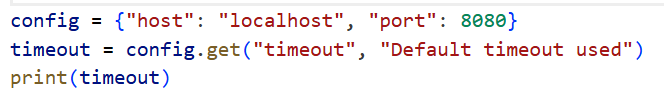 config = {"host": "localhost", "port": 8080}
timeout = config.get("timeout", "Default timeout used")
print(timeout)